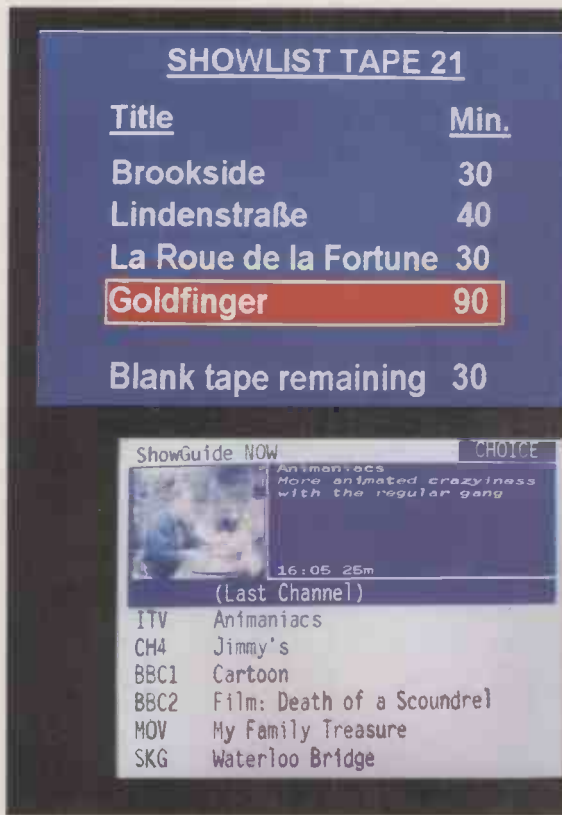 SHOWLIST TAPE 21
Title Min.
Brookside 30
Lindenstraße 40
La Roue de la Fortune 30
Goldfinger 90
Blank tape remaining 30
ShowGuide NOW CHOICE
Animaniacs
More animated crazyiness
with the regular gang
16:05 25m
(Last Channel)
ITV Animaniacs
CH4 Jimmy's
BBC1 Cartoon
BBC2 Film: Death of a Scoundrel
MOV My Family Treasure
SKG Waterloo Bridge